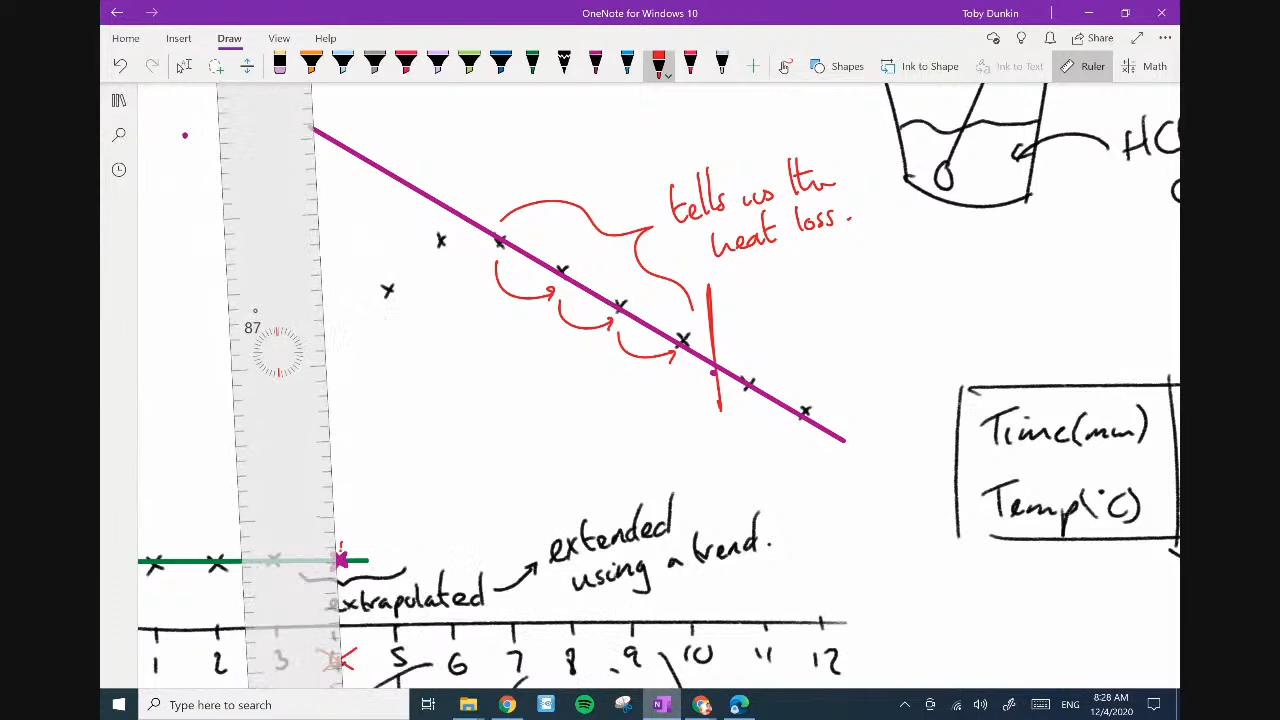 OneNote for Windows 10
Toby Dunkin
Home
Insert
Draw
View
Help
Share
Shapes
Ink to Shape
Ink to Text
Ruler
Math
HC
tells us the
heat loss.
87°
Time(min)
Temp(°C)
extended
using a trend.
extrapolated
1 2 3 4 5 6 7 8 9 10 11 12
Type here to search
8:28 AM
12/4/2020